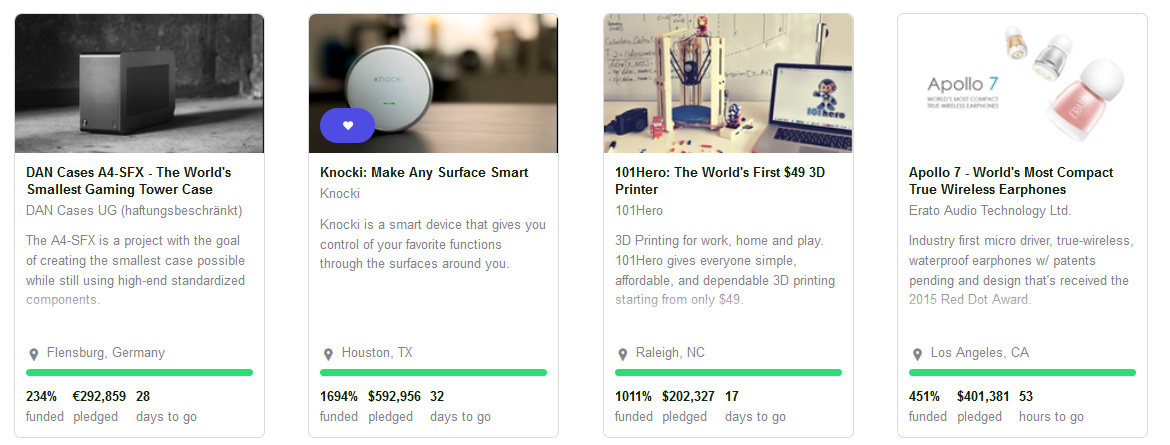 KNOCKI
101hero
Apollo 7
WORLD'S MOST COMPACT
TRUE WIRELESS EARPHONES
ERATO
DAN Cases A4-SFX - The World's
Smallest Gaming Tower Case
DAN Cases UG (haftungsbeschränkt)
The A4-SFX is a project with the goal
of creating the smallest case possible
while still using high-end standardized
components.
Flensburg, Germany
234% €292,859 28
funded pledged days to go
Knocki: Make Any Surface Smart
Knocki
Knocki is a smart device that gives you
control of your favorite functions
through the surfaces around you.
Houston, TX
1694% $592,956 32
funded pledged days to go
101Hero: The World's First $49 3D
Printer
101Hero
3D Printing for work, home and play.
101Hero gives everyone simple,
affordable, and dependable 3D printing
starting from only $49.
Raleigh, NC
1011% $202,327 17
funded pledged days to go
Apollo 7 - World's Most Compact
True Wireless Earphones
Erato Audio Technology Ltd.
Industry first micro driver, true-wireless,
waterproof earphones w/ patents
pending and design that's received the
2015 Red Dot Award.
Los Angeles, CA
451% $401,381 53
funded pledged hours to go